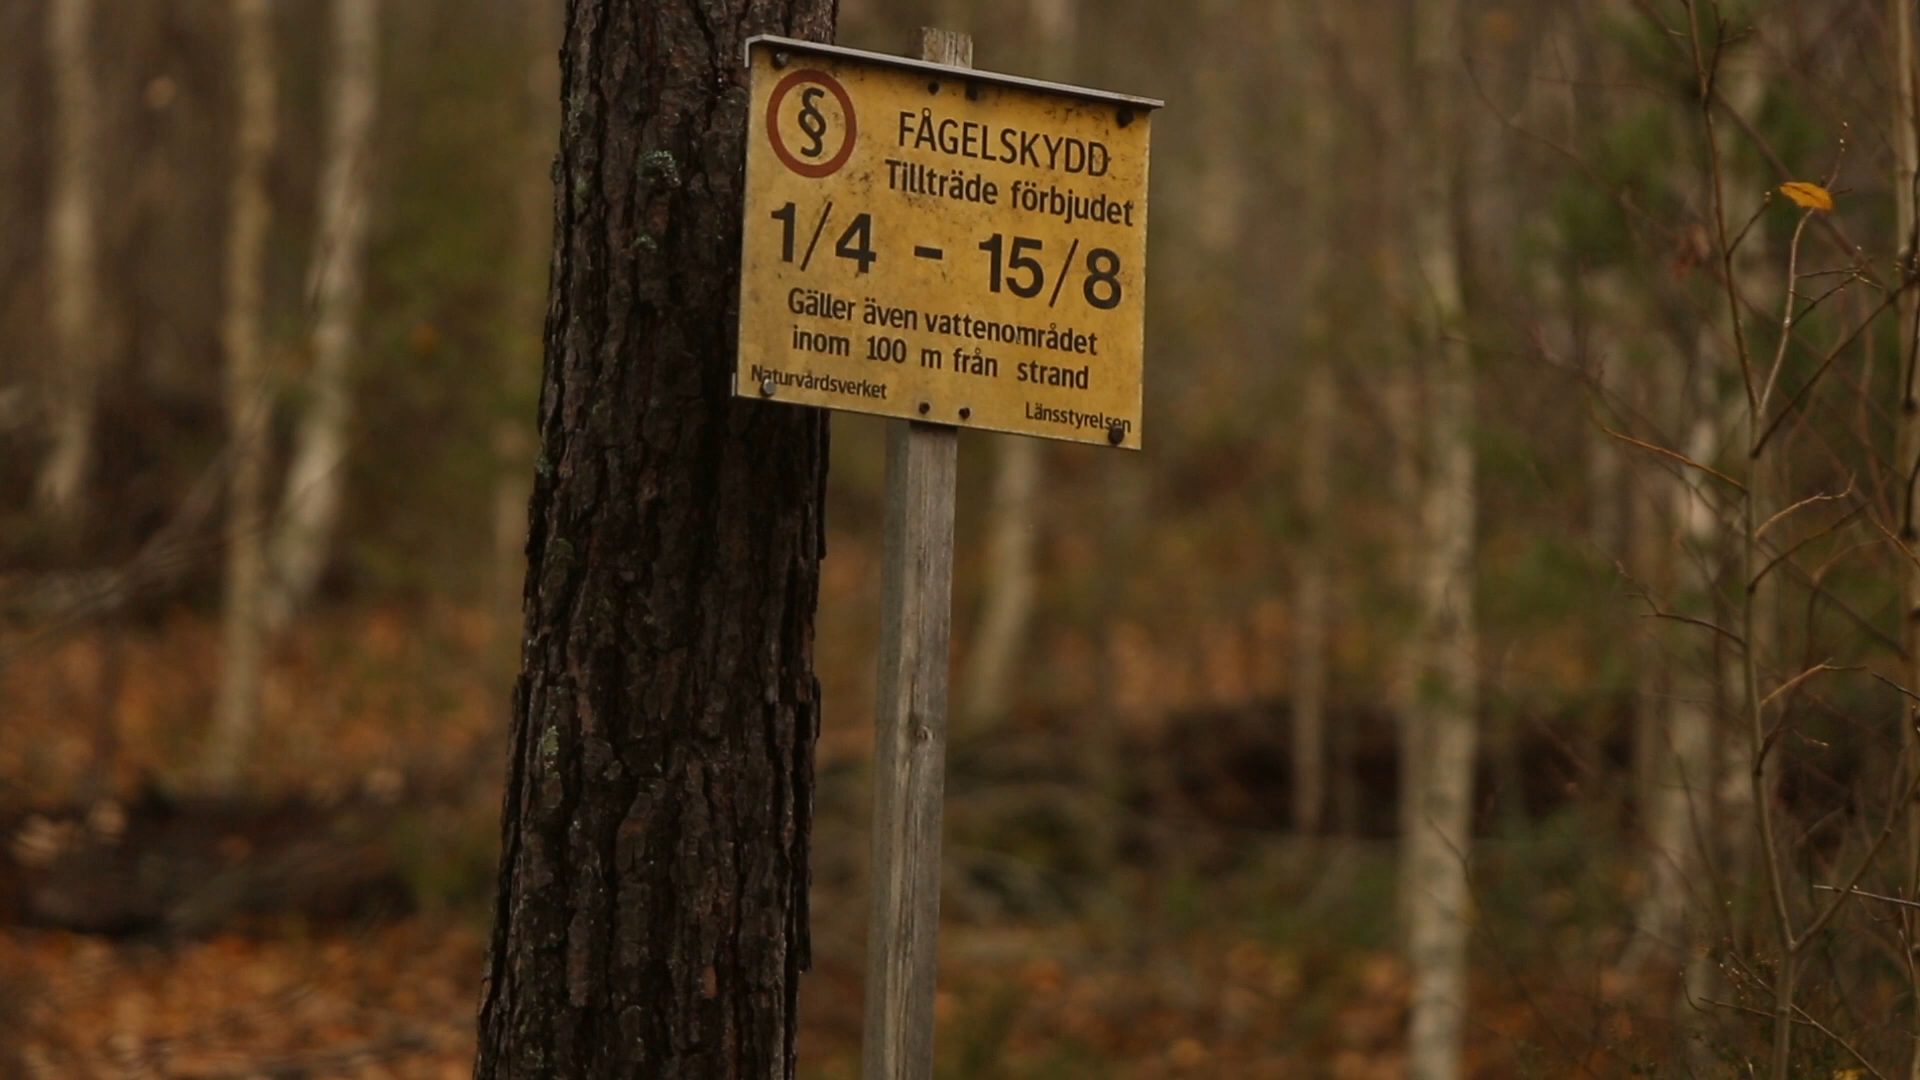 §
FÅGELSKYDD
Tillträde förbjudet
1/4 - 15/8
Gäller även vattenområdet
inom 100 m från strand
Naturvårdsverket
Länsstyrelsen